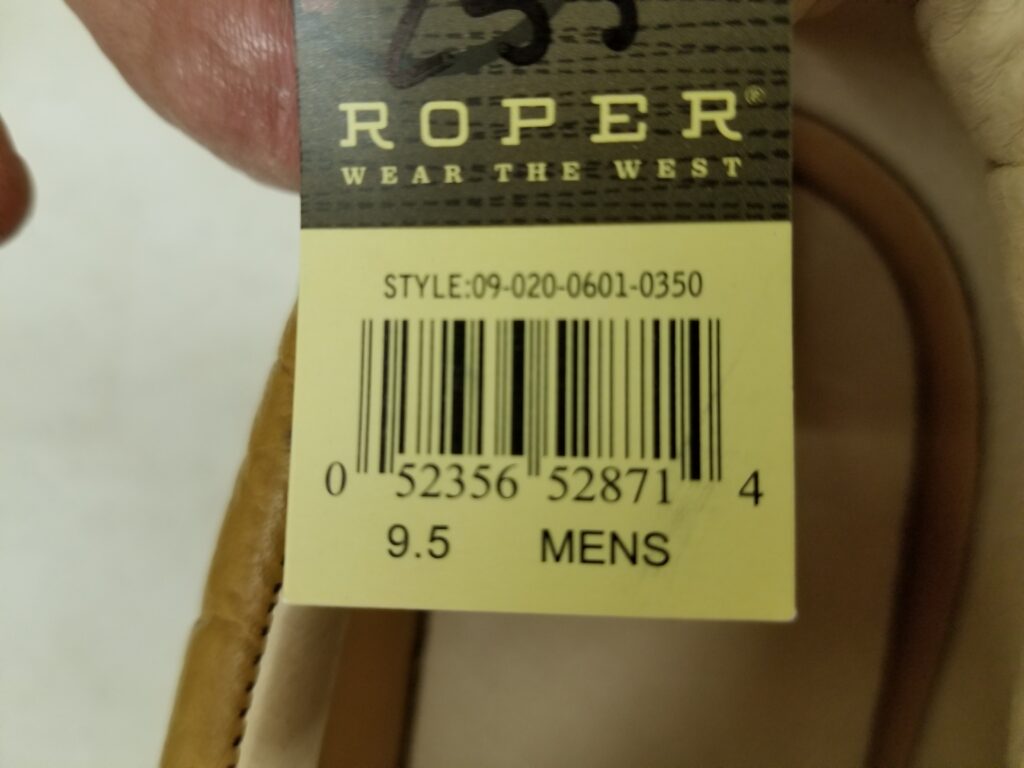 ROPER®
WEAR THE WEST
STYLE:09-020-0601-0350
0 52356 52871 4
9.5 MENS